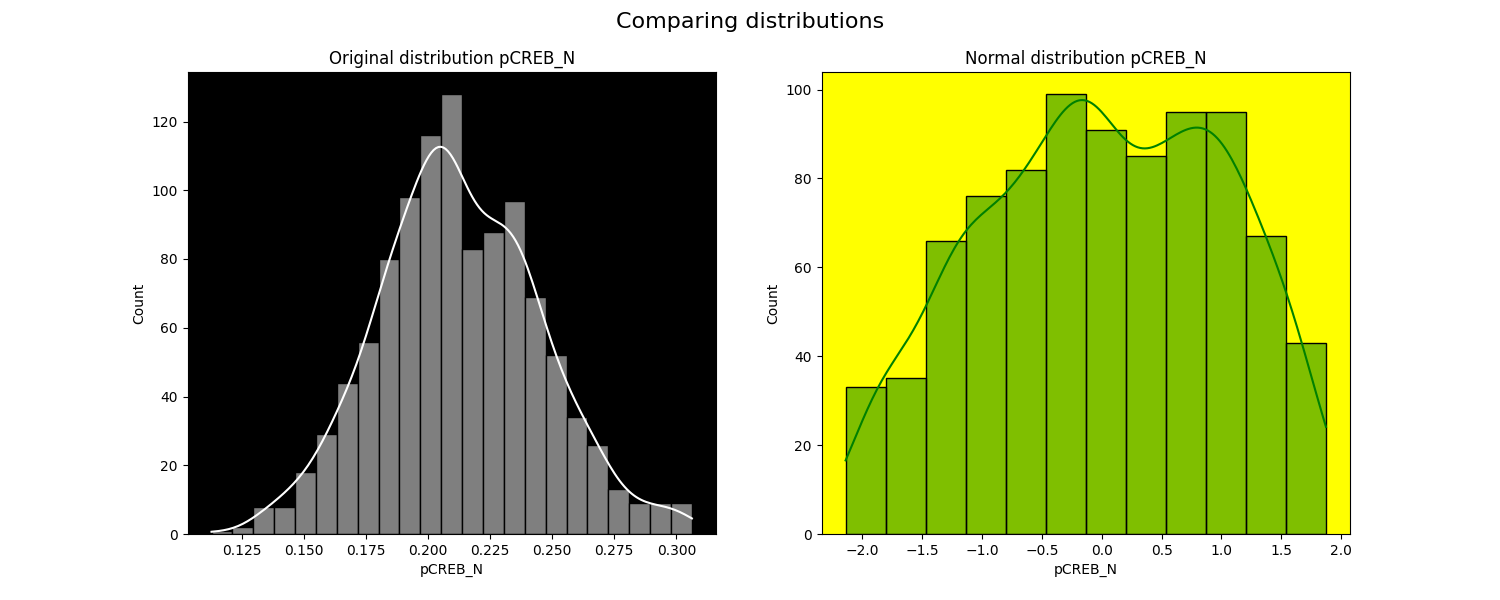 Comparing distributions
Original distribution pCREB_N
Count
0
20
40
60
80
100
120
0.125 0.150 0.175 0.200 0.225 0.250 0.275 0.300
pCREB_N
Normal distribution pCREB_N
Count
0
20
40
60
80
100
−2.0 −1.5 −1.0 −0.5 0.0 0.5 1.0 1.5 2.0
pCREB_N